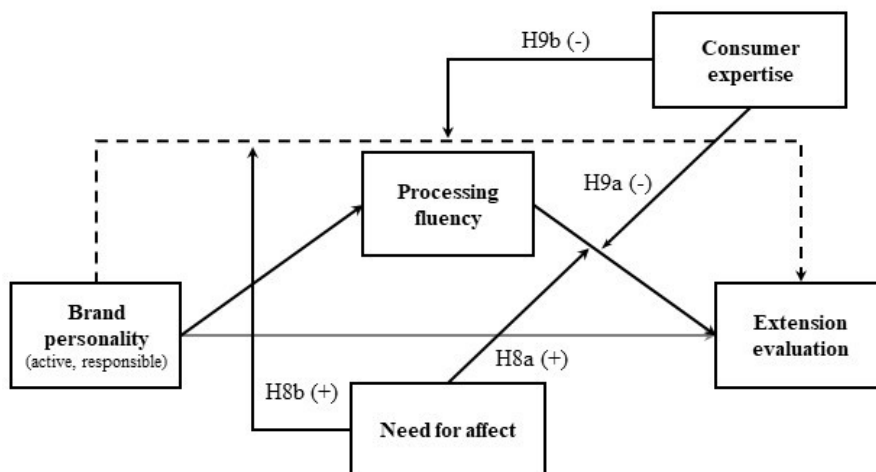 H9b (-)
Consumer
expertise
Processing
fluency
H9a (-)
Brand
personality
(active, responsible)
Extension
evaluation
H8a (+)
H8b (+)
Need for affect